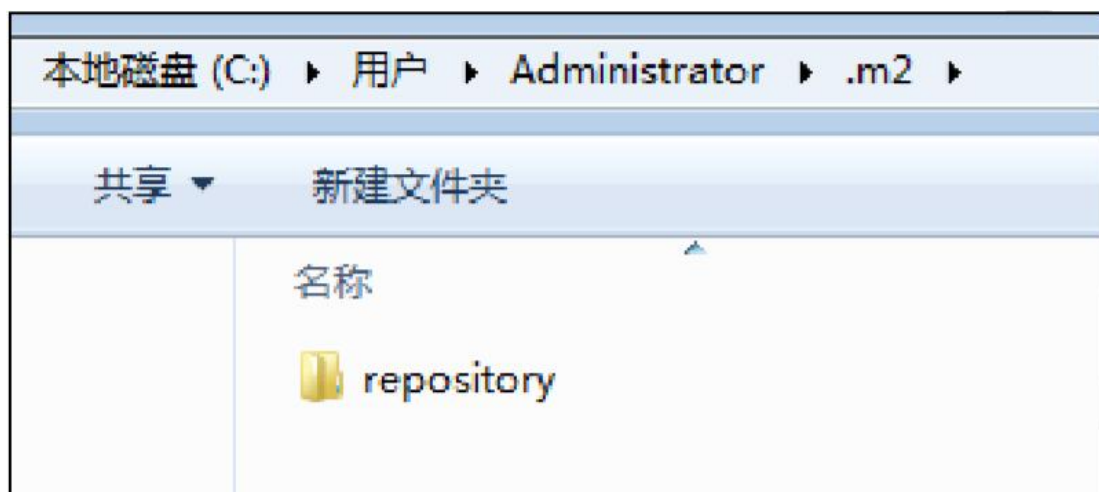 本地磁盘 (C:) ▸ 用户 ▸ Administrator ▸ .m2 ▸
共享 新建文件夹
名称
repository